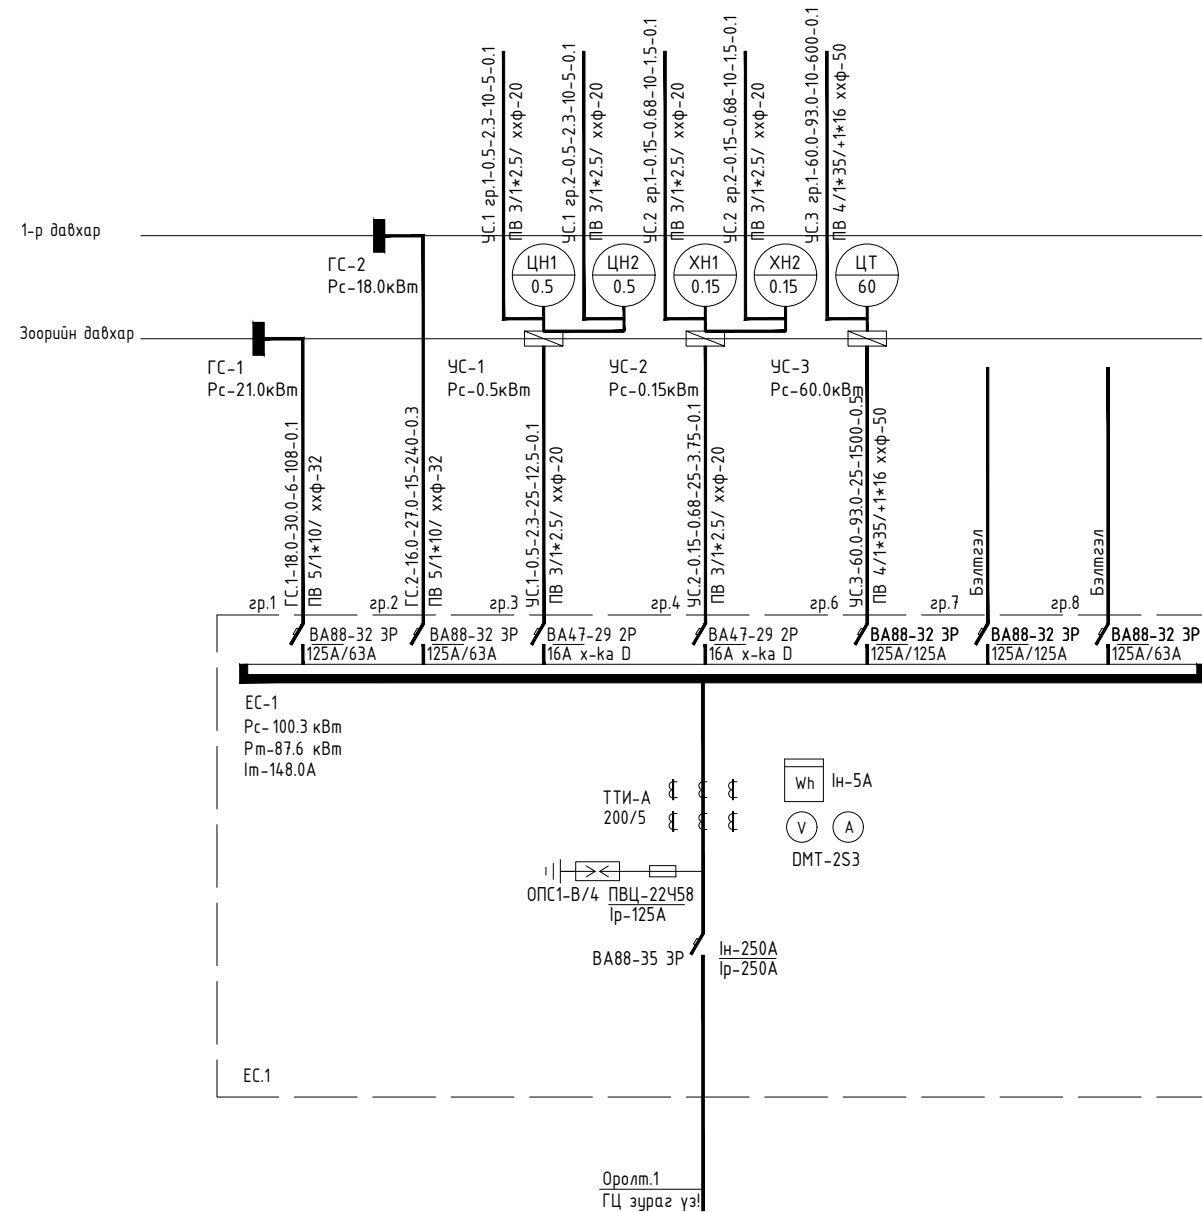 УС.1 гр.1-0.5-2.3-10-5-0.1
ПВ 3/1*2.5/ ххф-20
УС.1 гр.2-0.5-2.3-10-5-0.1
ПВ 3/1*2.5/ ххф-20
УС.2 гр.1-0.15-0.68-10-1.5-0.1
ПВ 3/1*2.5/ ххф-20
УС.2 гр.2-0.15-0.68-10-1.5-0.1
ПВ 3/1*2.5/ ххф-20
УС.3 гр.1-60.0-93.0-10-600-0.1
ПВ 4/1*35/+1*16 ххф-50
1-р давхар
ГС-2
Рс-18.0кВт
ЦН1
0.5
ЦН2
0.5
ХН1
0.15
ХН2
0.15
ЦТ
60
Зоорийн давхар
ГС-1
Рс-21.0кВт
УС-1
Рс-0.5кВт
УС-2
Рс-0.15кВт
УС-3
Рс-60.0кВт
ГС.1-18.0-30.0-6-108-0.1
ПВ 5/1*10/ ххф-32
ГС.2-16.0-27.0-15-240-0.3
ПВ 5/1*10/ ххф-32
УС.1-0.5-2.3-25-12.5-0.1
ПВ 3/1*2.5/ ххф-20
УС.2-0.15-0.68-25-3.75-0.1
ПВ 3/1*2.5/ ххф-20
УС.3-60.0-93.0-25-1500-0.5
ПВ 4/1*35/+1*16 ххф-50
Бэлтгэл
Бэлтгэл
гр.1
гр.2
гр.3
гр.4
гр.6
гр.7
гр.8
ВА88-32 3Р
125А/63А
ВА88-32 3Р
125А/63А
ВА47-29 2Р
16А х-ка D
ВА47-29 2Р
16А х-ка D
ВА88-32 3Р
125А/125А
ВА88-32 3Р
125А/125А
ВА88-32 3Р
125А/63А
ЕС-1
Рс-100.3 кВт
Рт-87.6 кВт
Iт-148.0А
ТТИ-А
200/5
Wh
Iн-5А
V
A
DMT-2S3
ОПС1-В/4
ПВЦ-22Ч58
Iр-125А
ВА88-35 3Р
Iн-250А
Iр-250А
ЕС.1
Оролт.1
ГЦ зураг үз!